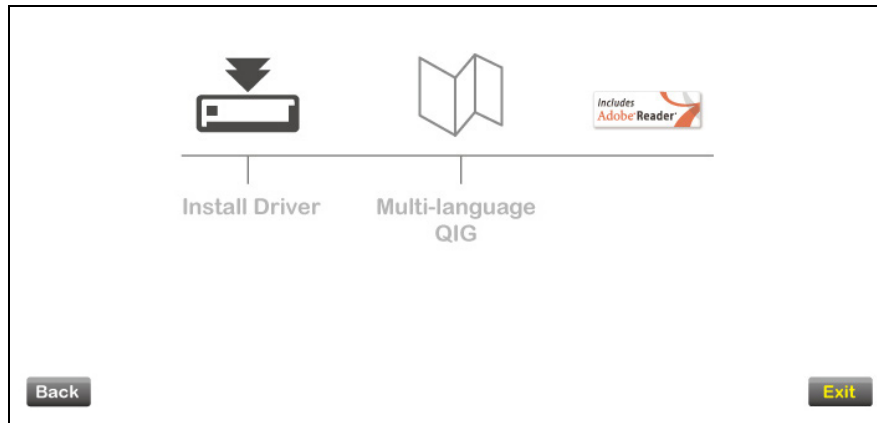 Includes
Adobe® Reader®
Install Driver
Multi-language
QIG
Back
Exit